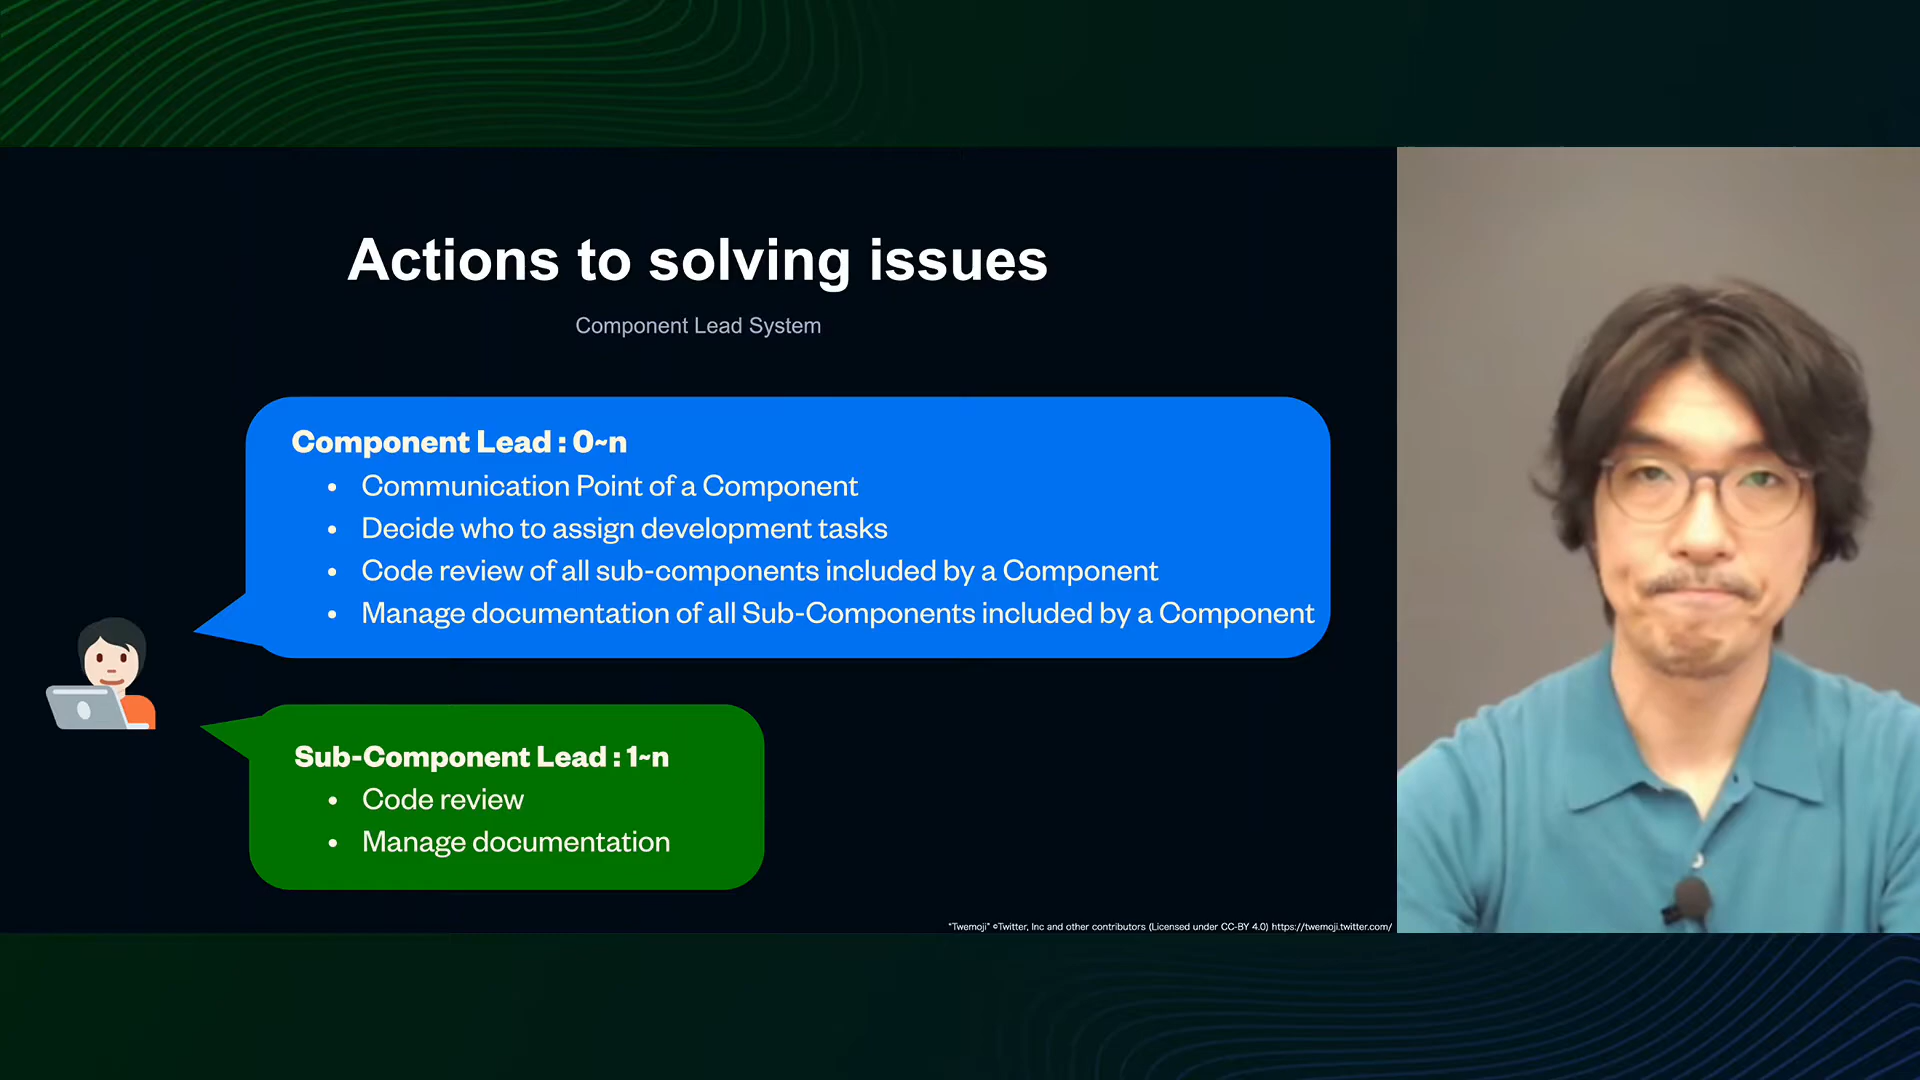 Actions to solving issues
Component Lead System
Component Lead : 0~n
• Communication Point of a Component
• Decide who to assign development tasks
• Code review of all sub-components included by a Component
• Manage documentation of all Sub-Components included by a Component
Sub-Component Lead : 1~n
• Code review
• Manage documentation
"Twemoji" ©Twitter, Inc and other contributors (Licensed under CC-BY 4.0) https://twemoji.twitter.com/